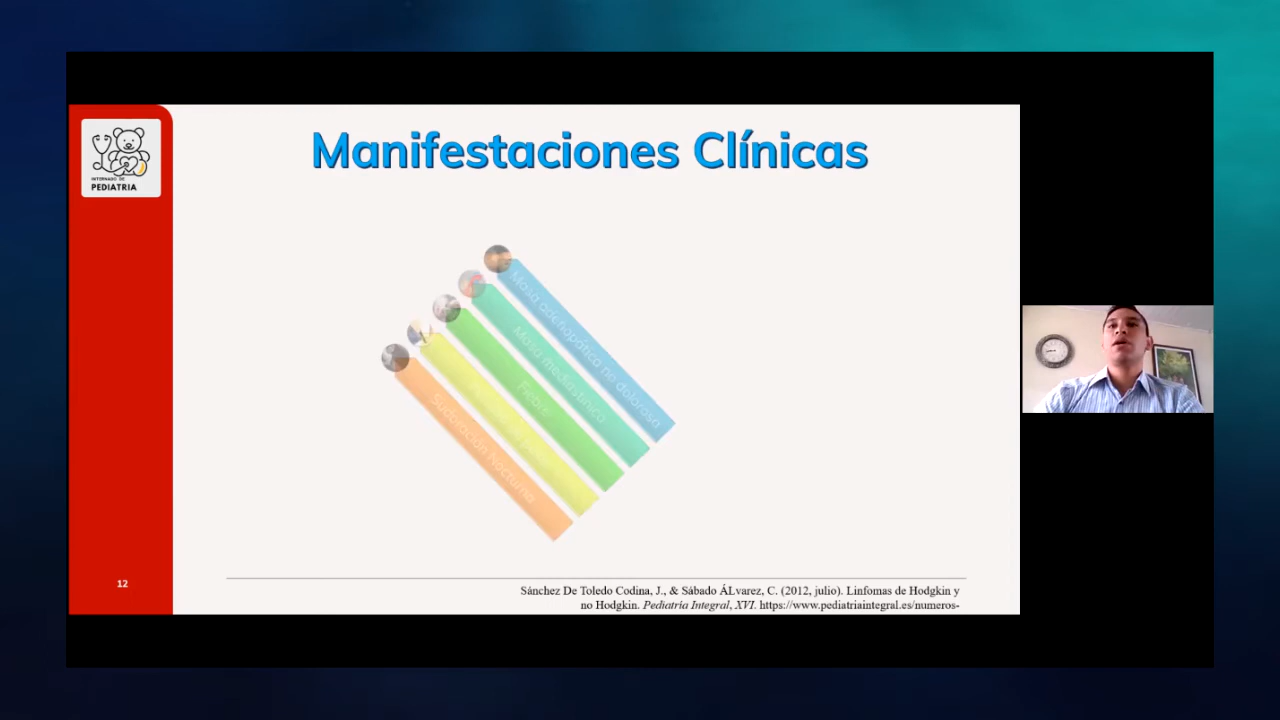 INTERNADO DE
PEDIATRIA
Manifestaciones Clínicas
Masa adenopática no dolorosa
Masa mediastínica
Fiebre
Sudoración Nocturna
12
Sánchez De Toledo Codina, J., & Sábado ÁLvarez, C. (2012, julio). Linfomas de Hodgkin y
no Hodgkin. Pediatría Integral, XVI. https://www.pediatriaintegral.es/numeros-